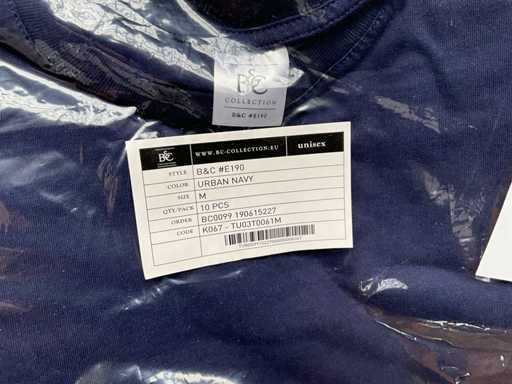 B&C
COLLECTION
B&C #E190
B&C
WWW.BC-COLLECTION.EU
unisex
STYLE B&C #E190
COLOR URBAN NAVY
SIZE M
QTY/PACK 10 PCS
ORDER BC0099 190615227
CODE K067 - TU03T0061M